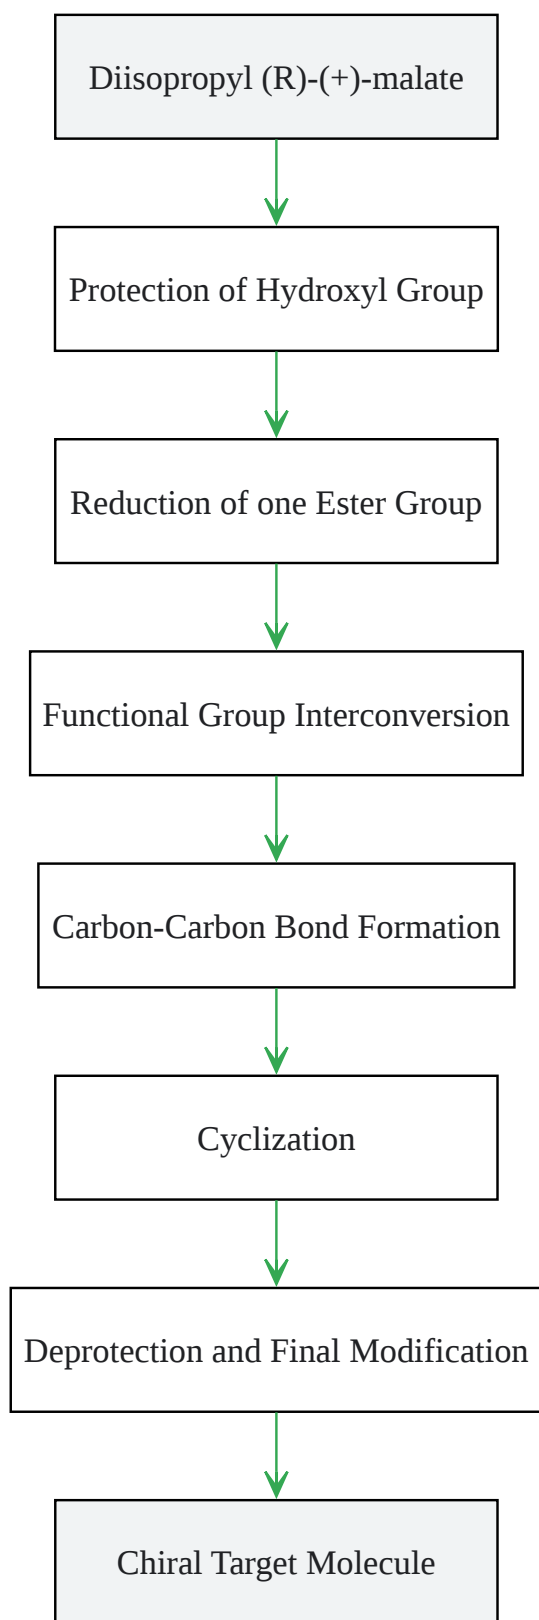 Diisopropyl (R)-(+)-malate
Protection of Hydroxyl Group
Reduction of one Ester Group
Functional Group Interconversion
Carbon-Carbon Bond Formation
Cyclization
Deprotection and Final Modification
Chiral Target Molecule